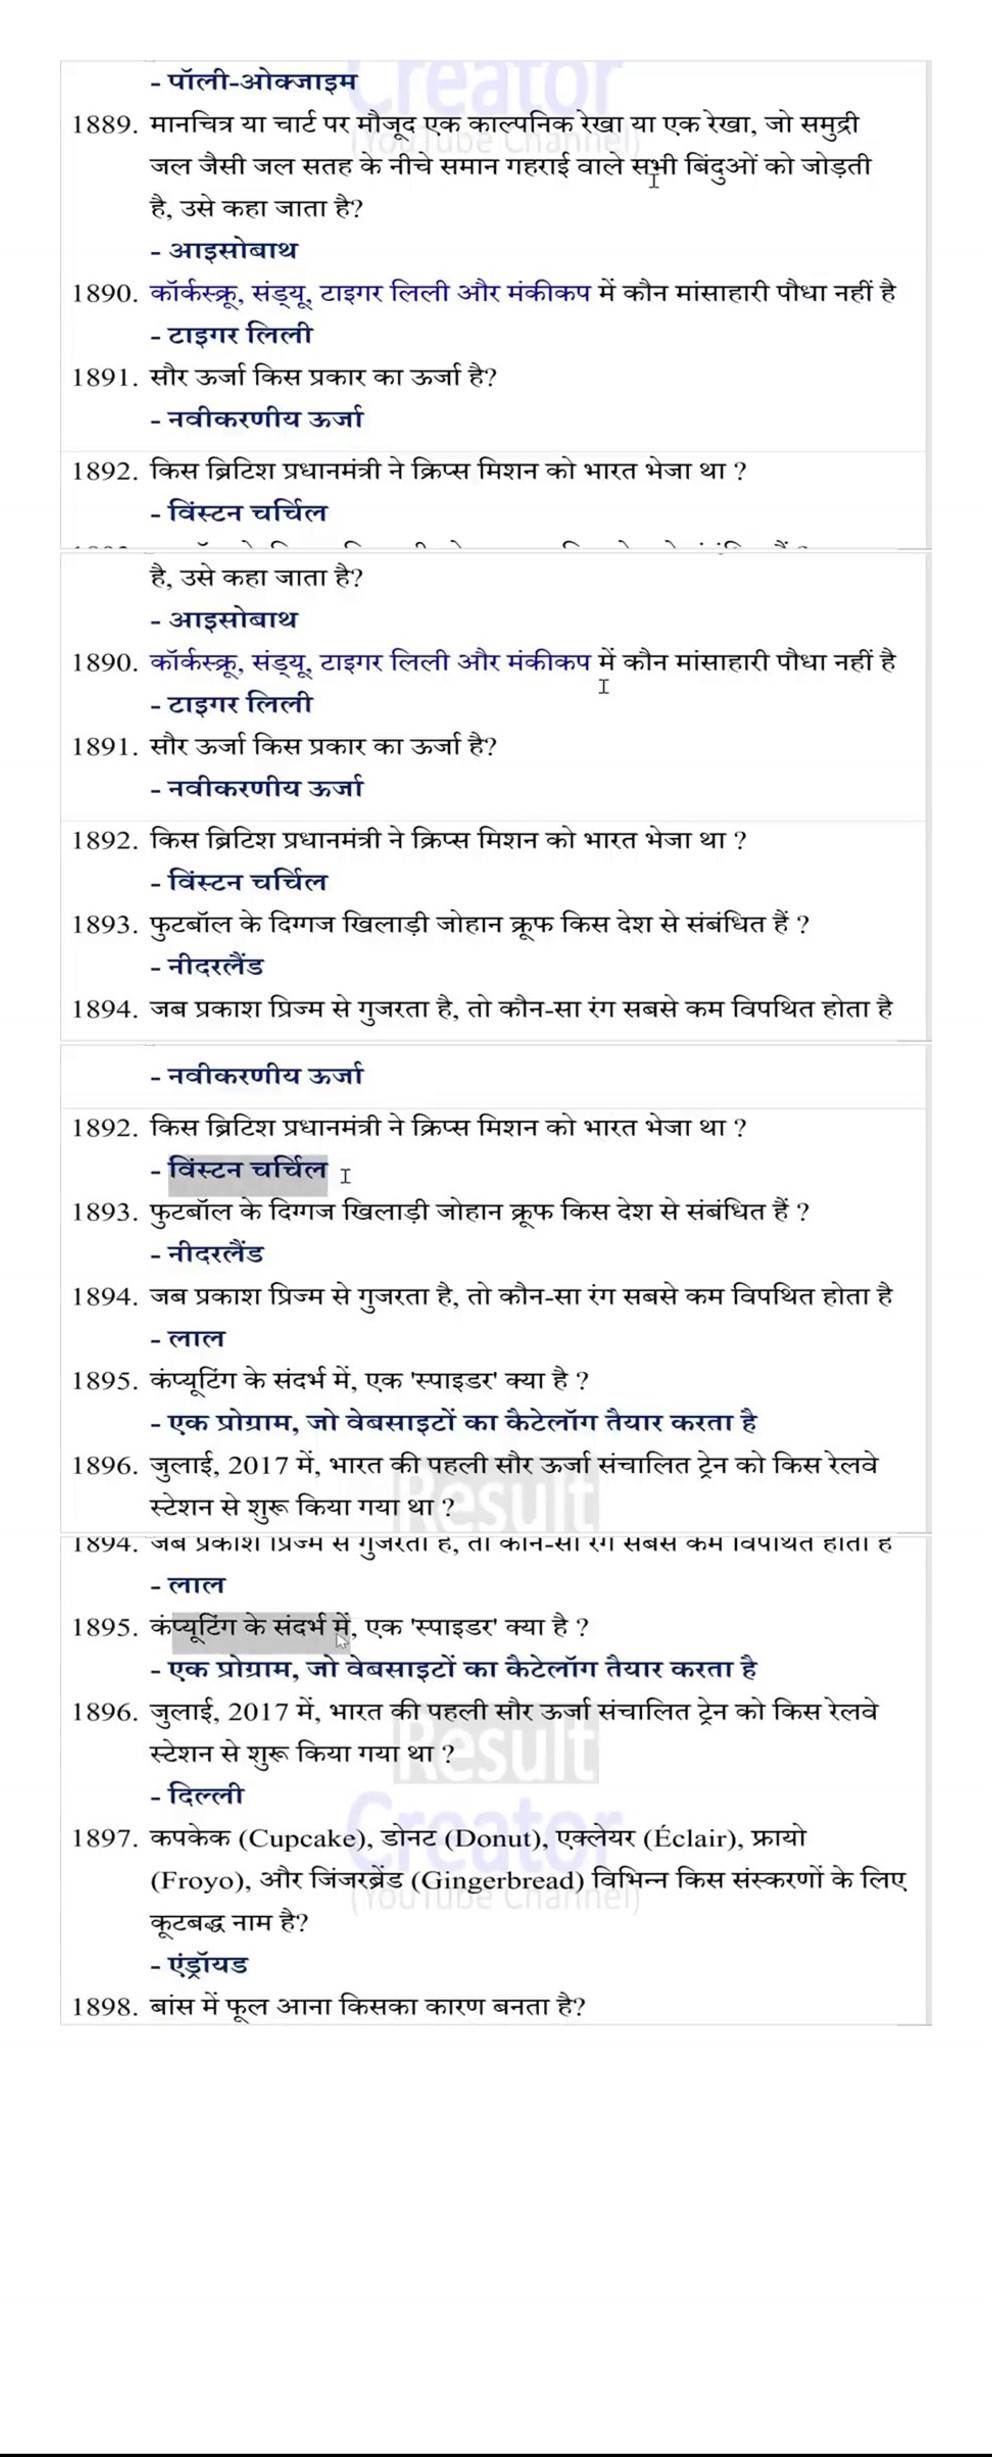 Creator
- पॉली-ओक्जाइम
(YouTube Channel)
1889. मानचित्र या चार्ट पर मौजूद एक काल्पनिक रेखा या एक रेखा, जो समुद्री
जल जैसी जल सतह के नीचे समान गहराई वाले सभी बिंदुओं को जोड़ती
है, उसे कहा जाता है?
- आइसोबाथ
1890. कॉर्कस्क्रू, संड्यू, टाइगर लिली और मंकीकप में कौन मांसाहारी पौधा नहीं है
- टाइगर लिली
1891. सौर ऊर्जा किस प्रकार का ऊर्जा है?
- नवीकरणीय ऊर्जा
1892. किस ब्रिटिश प्रधानमंत्री ने क्रिप्स मिशन को भारत भेजा था ?
- विंस्टन चर्चिल
है, उसे कहा जाता है?
- आइसोबाथ
1890. कॉर्कस्क्रू, संड्यू, टाइगर लिली और मंकीकप में कौन मांसाहारी पौधा नहीं है
- टाइगर लिली
1891. सौर ऊर्जा किस प्रकार का ऊर्जा है?
- नवीकरणीय ऊर्जा
1892. किस ब्रिटिश प्रधानमंत्री ने क्रिप्स मिशन को भारत भेजा था ?
- विंस्टन चर्चिल
1893. फुटबॉल के दिग्गज खिलाड़ी जोहान क्रूफ किस देश से संबंधित हैं ?
- नीदरलैंड
1894. जब प्रकाश प्रिज्म से गुजरता है, तो कौन-सा रंग सबसे कम विपथित होता है
- नवीकरणीय ऊर्जा
1892. किस ब्रिटिश प्रधानमंत्री ने क्रिप्स मिशन को भारत भेजा था ?
- विंस्टन चर्चिल
1893. फुटबॉल के दिग्गज खिलाड़ी जोहान क्रूफ किस देश से संबंधित हैं ?
- नीदरलैंड
1894. जब प्रकाश प्रिज्म से गुजरता है, तो कौन-सा रंग सबसे कम विपथित होता है
- लाल
1895. कंप्यूटिंग के संदर्भ में, एक 'स्पाइडर' क्या है ?
- एक प्रोग्राम, जो वेबसाइटों का कैटेलॉग तैयार करता है
1896. जुलाई, 2017 में, भारत की पहली सौर ऊर्जा संचालित ट्रेन को किस रेलवे
Result
स्टेशन से शुरू किया गया था ?
1894. जब प्रकाश प्रिज्म से गुजरता है, तो कौन-सा रंग सबसे कम विपथित होता है
- लाल
1895. कंप्यूटिंग के संदर्भ में, एक 'स्पाइडर' क्या है ?
- एक प्रोग्राम, जो वेबसाइटों का कैटेलॉग तैयार करता है
1896. जुलाई, 2017 में, भारत की पहली सौर ऊर्जा संचालित ट्रेन को किस रेलवे
स्टेशन से शुरू किया गया था ?
Result
- दिल्ली
Creator
1897. कपकेक (Cupcake), डोनट (Donut), एक्लेयर (Éclair), फ्रायो
(Froyo), और जिंजरब्रेंड (Gingerbread) विभिन्न किस संस्करणों के लिए
(YouTube Channel)
कूटबद्ध नाम है?
- एंड्रॉयड
1898. बांस में फूल आना किसका कारण बनता है?